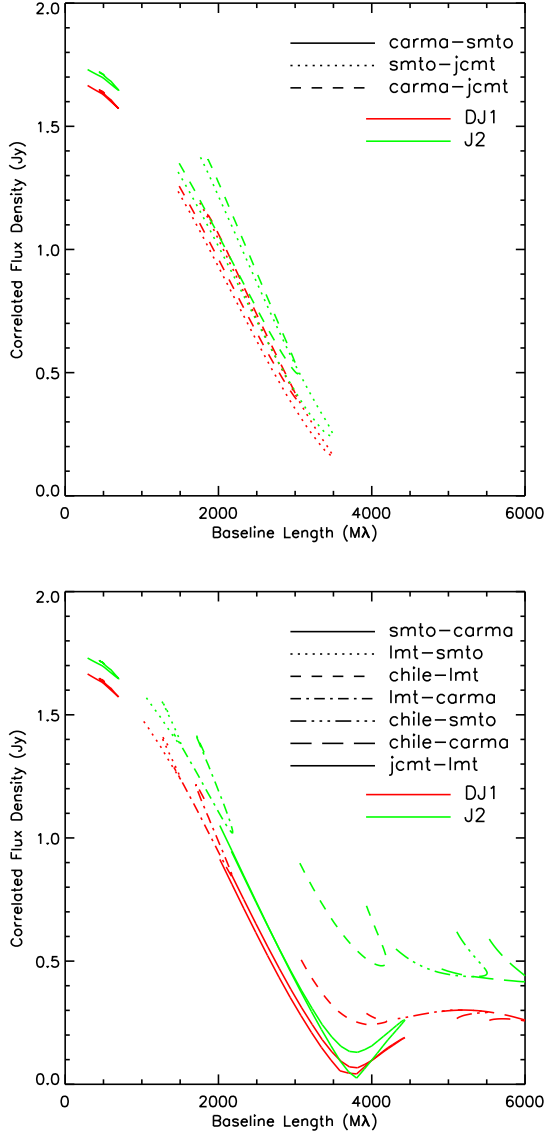 2.0
1.5
1.0
0.5
0.0
Correlated Flux Density (Jy)
carma−smto
smto−jcmt
carma−jcmt
DJ1
J2
0 2000 4000 6000
Baseline Length (Mλ)
2.0
1.5
1.0
0.5
0.0
Correlated Flux Density (Jy)
smto−carma
lmt−smto
chile−lmt
lmt−carma
chile−smto
chile−carma
jcmt−lmt
DJ1
J2
0 2000 4000 6000
Baseline Length (Mλ)